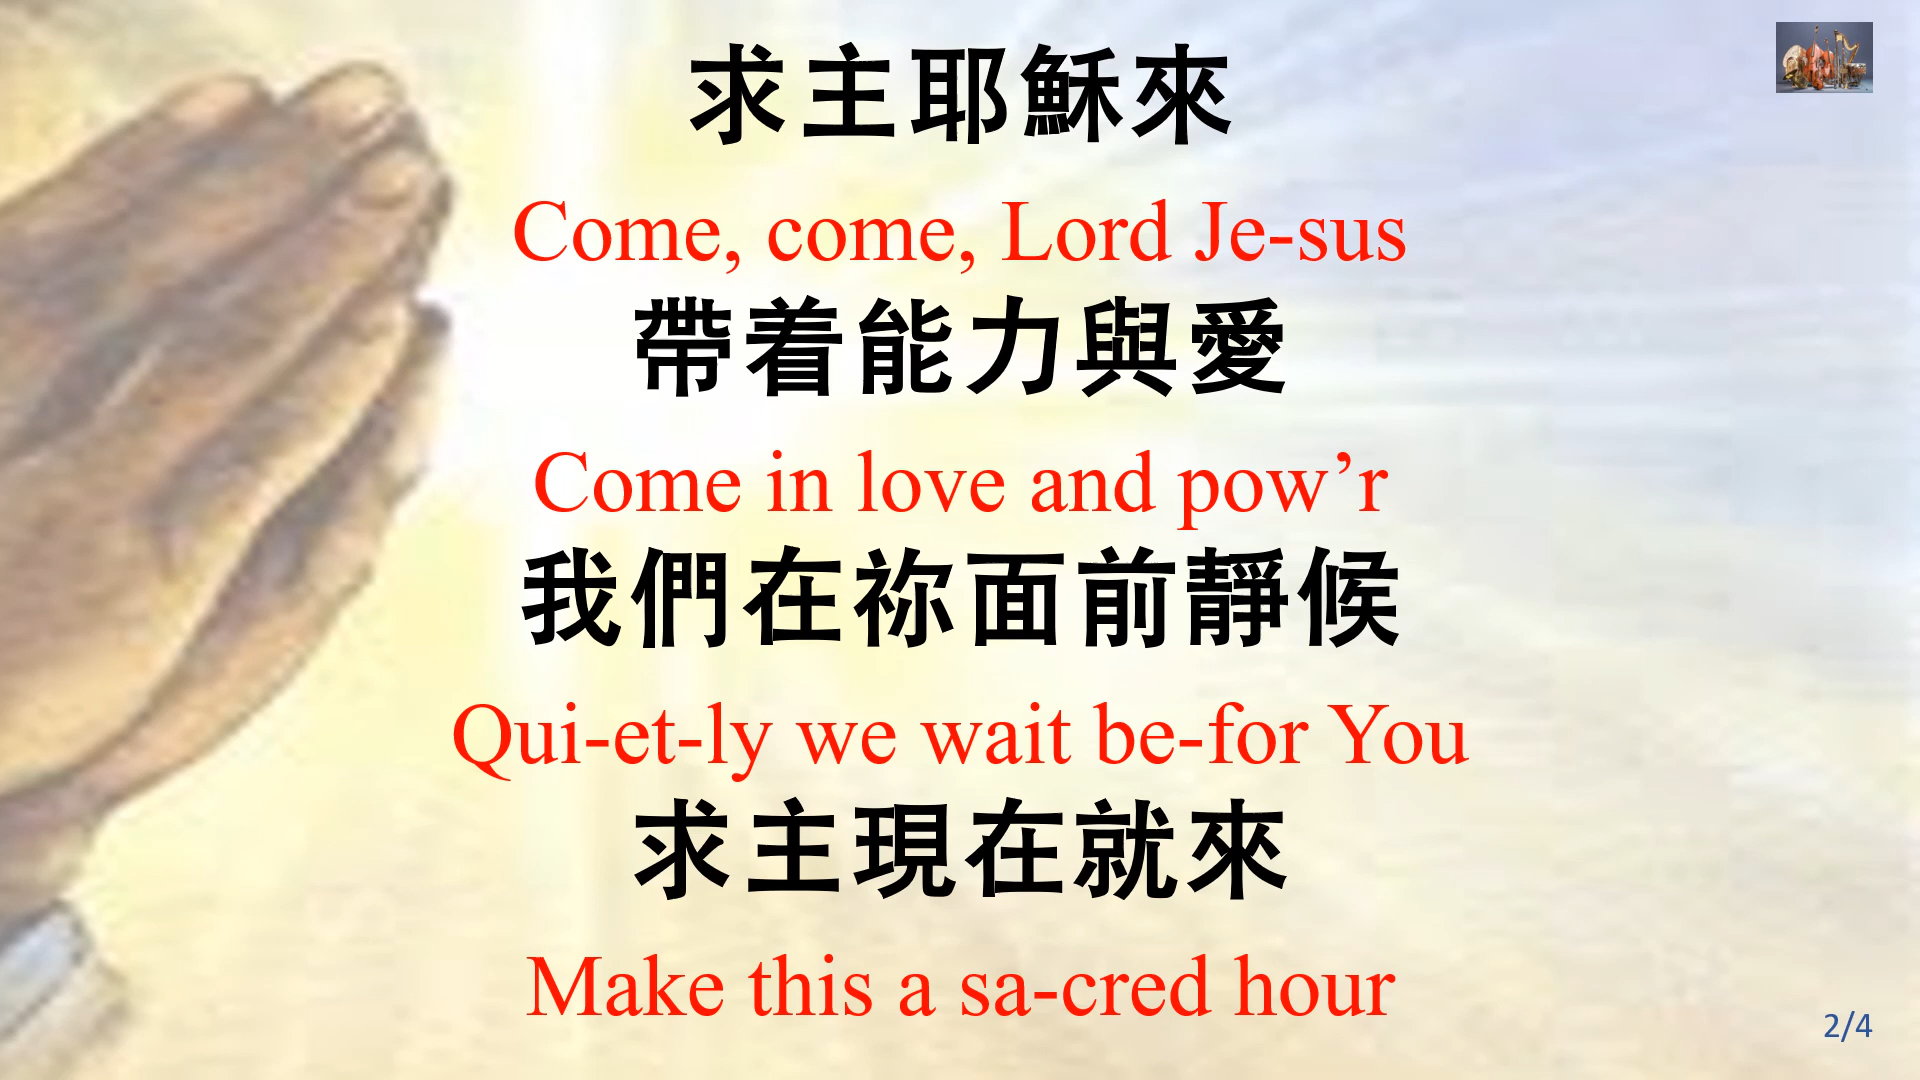 求主耶穌來
Come, come, Lord Je-sus
帶着能力與愛
Come in love and pow’r
我們在祢面前靜候
Qui-et-ly we wait be-for You
求主現在就來
Make this a sa-cred hour
2/4